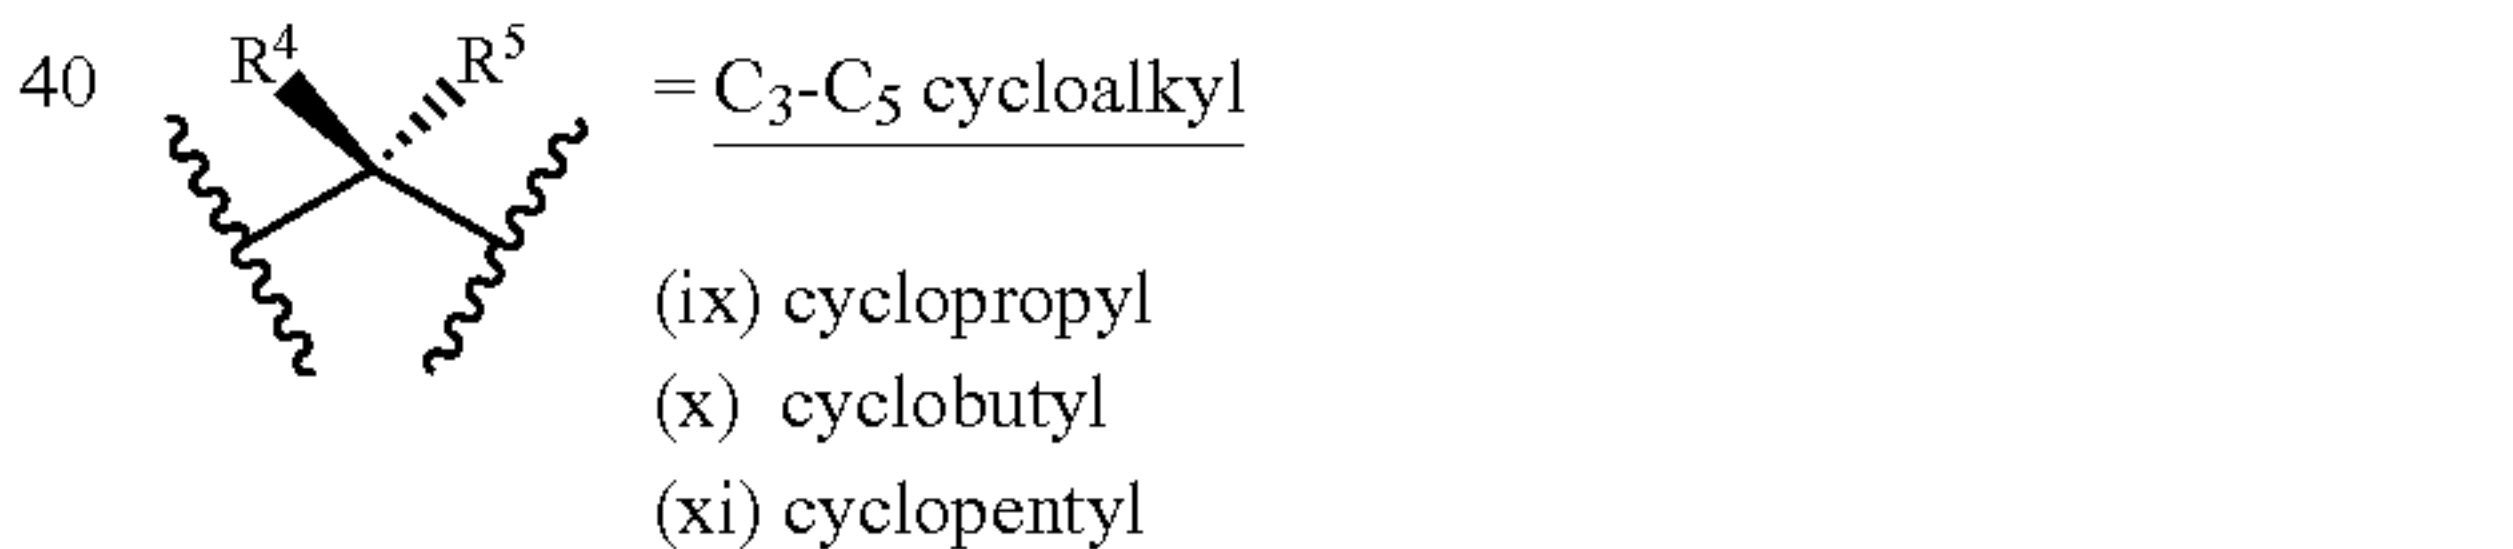 40 R⁴ R⁵ = C₃-C₅ cycloalkyl
(ix) cyclopropyl
(x) cyclobutyl
(xi) cyclopentyl